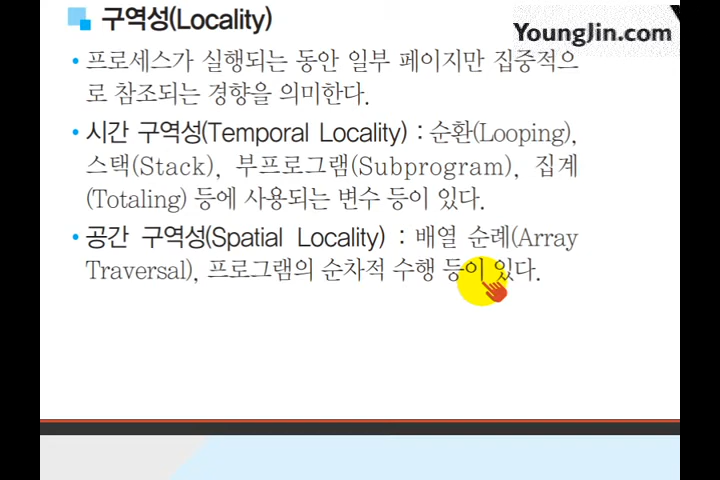 구역성(Locality)
YoungJin.com
• 프로세스가 실행되는 동안 일부 페이지만 집중적으
로 참조되는 경향을 의미한다.
• 시간 구역성(Temporal Locality) : 순환(Looping),
스택(Stack), 부프로그램(Subprogram), 집계
(Totaling) 등에 사용되는 변수 등이 있다.
• 공간 구역성(Spatial Locality) : 배열 순례(Array
Traversal), 프로그램의 순차적 수행 등이 있다.